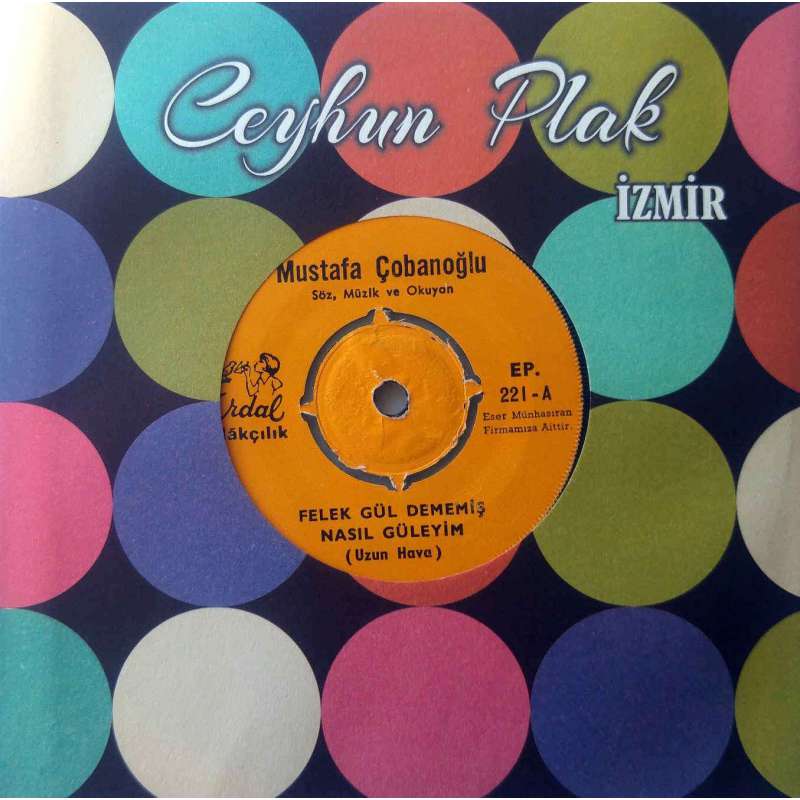 Ceyhun Plak
İZMİR
Mustafa Çobanoğlu
Söz, Müzik ve Okuyan
EP.
221-A
Eser Münhasıran
Firmamıza Aittir.
FELEK GÜL DEMEMİŞ
NASIL GÜLEYİM
(Uzun Hava)